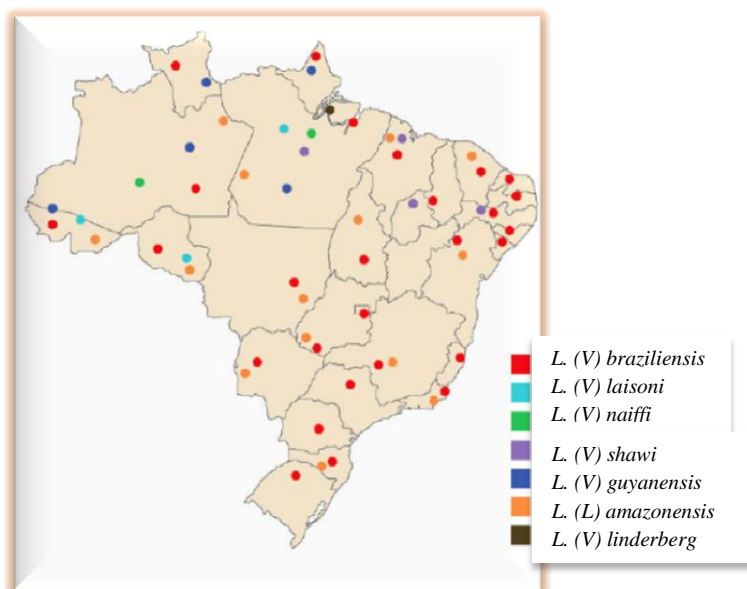 L. (V) braziliensis
L. (V) laisoni
L. (V) naiffi
L. (V) shawi
L. (V) guyanensis
L. (L) amazonensis
L. (V) linderberg